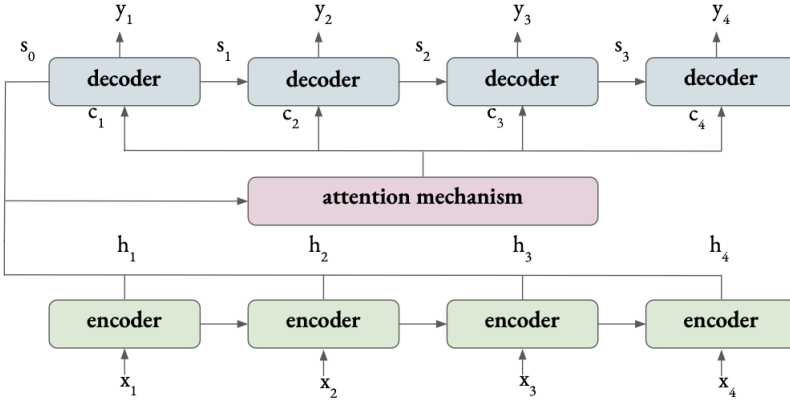 y1 y2 y3 y4
s0 s1 s2 s3
decoder decoder decoder decoder
c1 c2 c3 c4
attention mechanism
h1 h2 h3 h4
encoder encoder encoder encoder
x1 x2 x3 x4